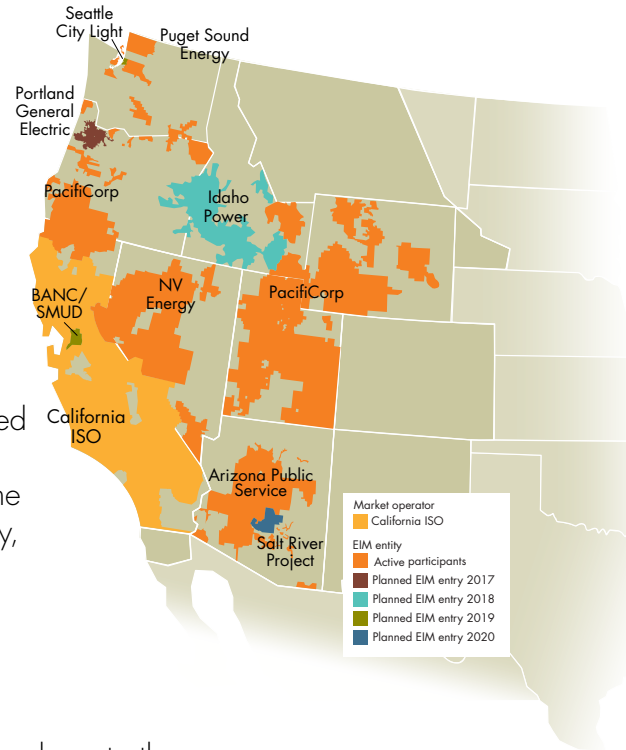 Seattle
City Light
Puget Sound
Energy
Portland
General
Electric
PacifiCorp
Idaho
Power
BANC/
SMUD
NV
Energy
PacifiCorp
ed
California
ISO
ne
y,
Arizona Public
Service
Salt River
Project
Market operator
California ISO
EIM entity
Active participants
Planned EIM entry 2017
Planned EIM entry 2018
Planned EIM entry 2019
Planned EIM entry 2020